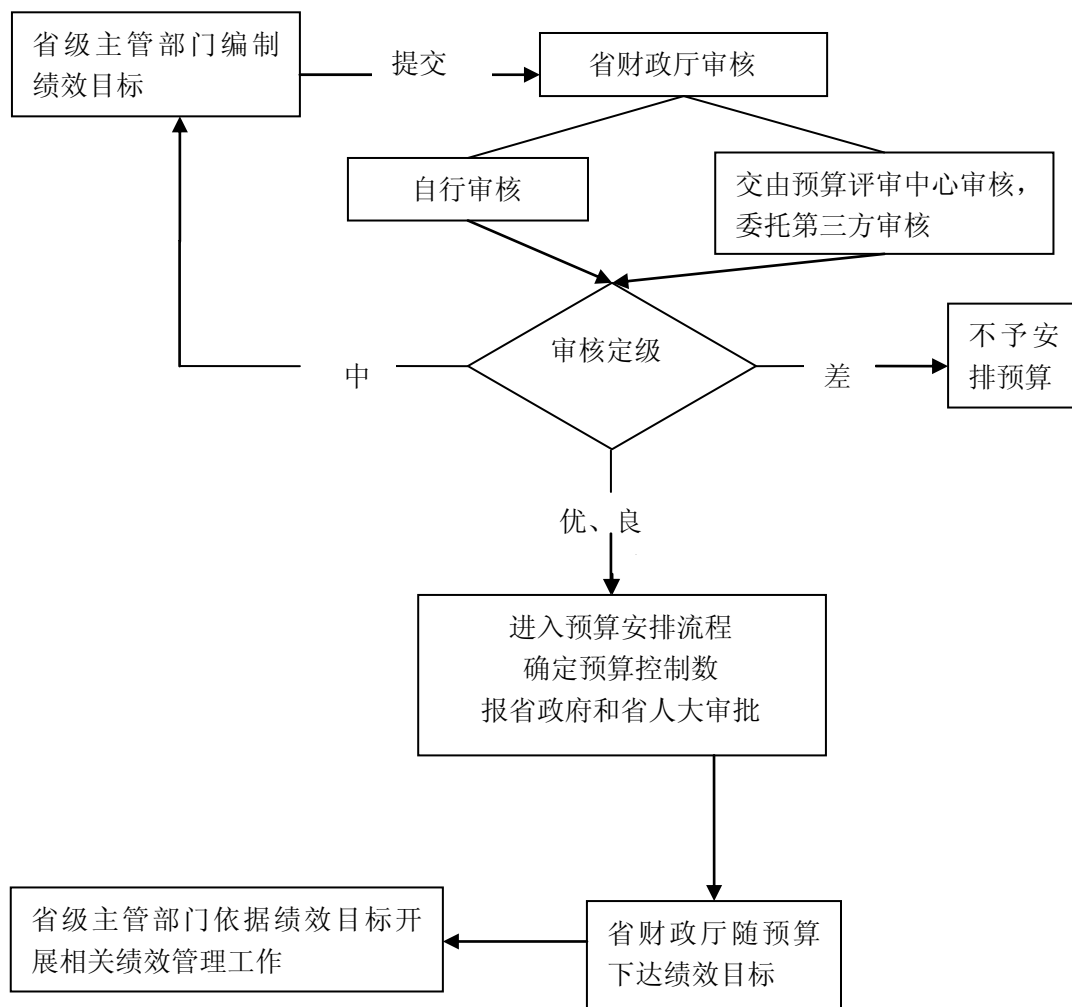 省级主管部门编制
绩效目标
提交
省财政厅审核
自行审核
交由预算评审中心审核，
委托第三方审核
审核定级
中
差
不予安
排预算
优、良
进入预算安排流程
确定预算控制数
报省政府和省人大审批
省级主管部门依据绩效目标开
展相关绩效管理工作
省财政厅随预算
下达绩效目标